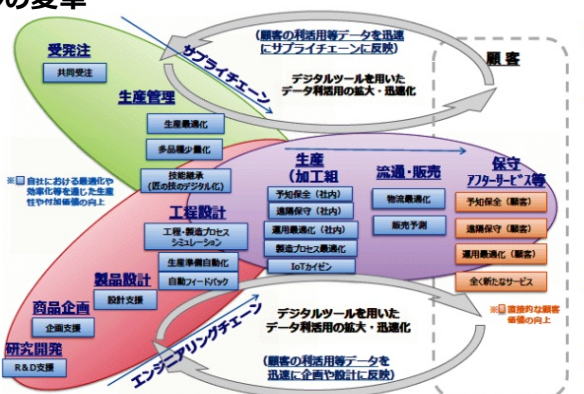 の変革
受発注
共同受注
生産管理
生産最適化
多品種少量化
技能継承
(匠の技のデジタル化)
サプライチェーン
(顧客の利活用等データを迅速
にサプライチェーンに反映)
デジタルツールを用いた
データ利活用の拡大・迅速化
顧客
※ 自社における最適化や
効率化等を通じた生産
性や付加価値の向上
生産
(加工組
予知保全(社内)
遠隔保守(社内)
運用最適化(社内)
製造プロセス最適化
IoTカイゼン
流通・販売
物流最適化
販売予測
保守
アフターサービス等
予知保全(顧客)
遠隔保守(顧客)
運用最適化(顧客)
全く新たなサービス
※ 直接的な顧客
価値の向上
工程設計
工程・製造プロセス
シミュレーション
生産準備自動化
自動フィードバック
製品設計
設計支援
商品企画
企画支援
研究開発
R&D支援
エンジニアリングチェーン
デジタルツールを用いた
データ利活用の拡大・迅速化
(顧客の利活用等データを
迅速に企画や設計に反映)